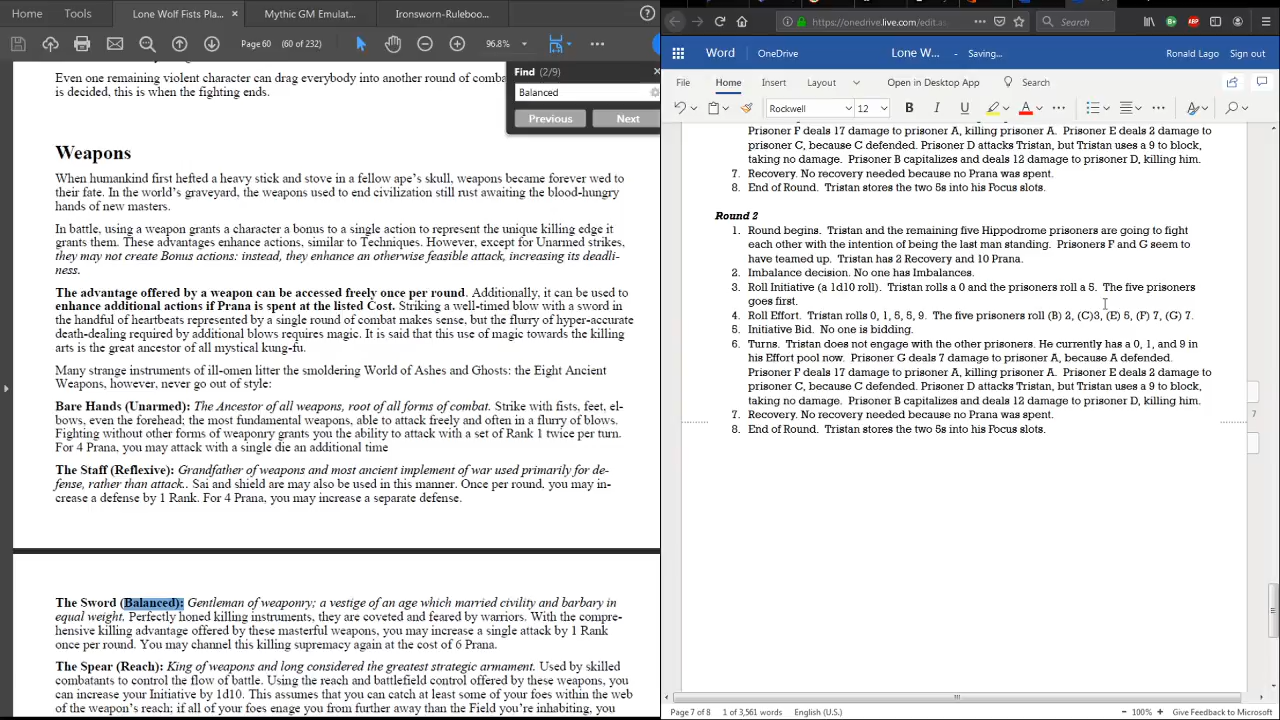 Home Tools Lone Wolf Fists Pla... × Mythic GM Emulat... Ironsworn-Ruleboo...
Page 60 (60 of 232) 96.8%
Even one remaining violent character can drag everybody into another round of combat
is decided, this is when the fighting ends.
Find (2/9)
Balanced
Previous Next
Weapons
When humankind first hefted a heavy stick and stove in a fellow ape's skull, weapons became forever wed to
their fate. In the world's graveyard, the weapons used to end civilization still rust awaiting the blood-hungry
hands of new masters.
In battle, using a weapon grants a character a bonus to a single action to represent the unique killing edge it
grants them. These advantages enhance actions, similar to Techniques. However, except for Unarmed strikes,
they may not create Bonus actions: instead, they enhance an otherwise feasible attack, increasing its deadli-
ness.
The advantage offered by a weapon can be accessed freely once per round. Additionally, it can be used to
enhance additional actions if Prana is spent at the listed Cost. Striking a well-timed blow with a sword in
the handful of heartbeats represented by a single round of combat makes sense, but the flurry of hyper-accurate
death-dealing required by additional blows requires magic. It is said that this use of magic towards the killing
arts is the great ancestor of all mystical kung-fu.
Many strange instruments of ill-omen litter the smoldering World of Ashes and Ghosts: the Eight Ancient
Weapons, however, never go out of style:
Bare Hands (Unarmed): The Ancestor of all weapons, root of all forms of combat. Strike with fists, feet, el-
bows, even the forehead; the most fundamental weapons, able to attack freely and often in a flurry of blows.
Fighting without other forms of weaponry grants you the ability to attack with a set of Rank 1 twice per turn.
For 4 Prana, you may attack with a single die an additional time
The Staff (Reflexive): Grandfather of weapons and most ancient implement of war used primarily for de-
fense, rather than attack.. Sai and shield are may also be used in this manner. Once per round, you may in-
crease a defense by 1 Rank. For 4 Prana, you may increase a separate defense.
The Sword (Balanced): Gentleman of weaponry; a vestige of an age which married civility and barbary in
equal weight. Perfectly honed killing instruments, they are coveted and feared by warriors. With the compre-
hensive killing advantage offered by these masterful weapons, you may increase a single attack by 1 Rank
once per round. You may channel this killing supremacy again at the cost of 6 Prana.
The Spear (Reach): King of weapons and long considered the greatest strategic armament. Used by skilled
combatants to control the flow of battle. Using the reach and battlefield control offered by these weapons, you
can increase your Initiative by 1d10. This assumes that you can catch at least some of your foes within the web
of the weapon's reach; if all of your foes engage you from further away than the Field you're inhabiting, you
https://onedrive.live.com/edit.as Search
Word OneDrive Lone W... - Saving... Ronald Lago Sign out
File Home Insert Layout Open in Desktop App Search
Rockwell 12 B I U A
Prisoner F deals 17 damage to prisoner A, killing prisoner A. Prisoner E deals 2 damage to
prisoner C, because C defended. Prisoner D attacks Tristan, but Tristan uses a 9 to block,
taking no damage. Prisoner B capitalizes and deals 12 damage to prisoner D, killing him.
7. Recovery. No recovery needed because no Prana was spent.
8. End of Round. Tristan stores the two 5s into his Focus slots.
Round 2
1. Round begins. Tristan and the remaining five Hippodrome prisoners are going to fight
each other with the intention of being the last man standing. Prisoners F and G seem to
have teamed up. Tristan has 2 Recovery and 10 Prana.
2. Imbalance decision. No one has Imbalances.
3. Roll Initiative (a 1d10 roll). Tristan rolls a 0 and the prisoners roll a 5. The five prisoners
goes first.
4. Roll Effort. Tristan rolls 0, 1, 5, 5, 9. The five prisoners roll (B) 2, (C)3, (E) 5, (F) 7, (G) 7.
5. Initiative Bid. No one is bidding.
6. Turns. Tristan does not engage with the other prisoners. He currently has a 0, 1, and 9 in
his Effort pool now. Prisoner G deals 7 damage to prisoner A, because A defended.
Prisoner F deals 17 damage to prisoner A, killing prisoner A. Prisoner E deals 2 damage to
prisoner C, because C defended. Prisoner D attacks Tristan, but Tristan uses a 9 to block,
taking no damage. Prisoner B capitalizes and deals 12 damage to prisoner D, killing him.
7. Recovery. No recovery needed because no Prana was spent.
8. End of Round. Tristan stores the two 5s into his Focus slots.
7
Page 7 of 8 1 of 3,561 words English (U.S.) − 100% + Give Feedback to Microsoft